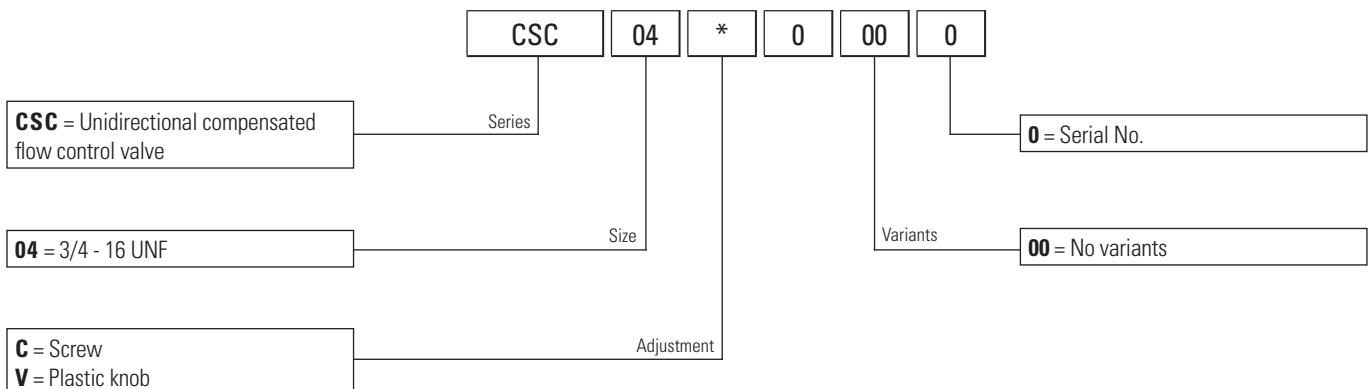 CSC 04 * 0 00 0
CSC = Unidirectional compensated
flow control valve
Series
0 = Serial No.
04 = 3/4 - 16 UNF
Size
Variants
00 = No variants
C = Screw
V = Plastic knob
Adjustment